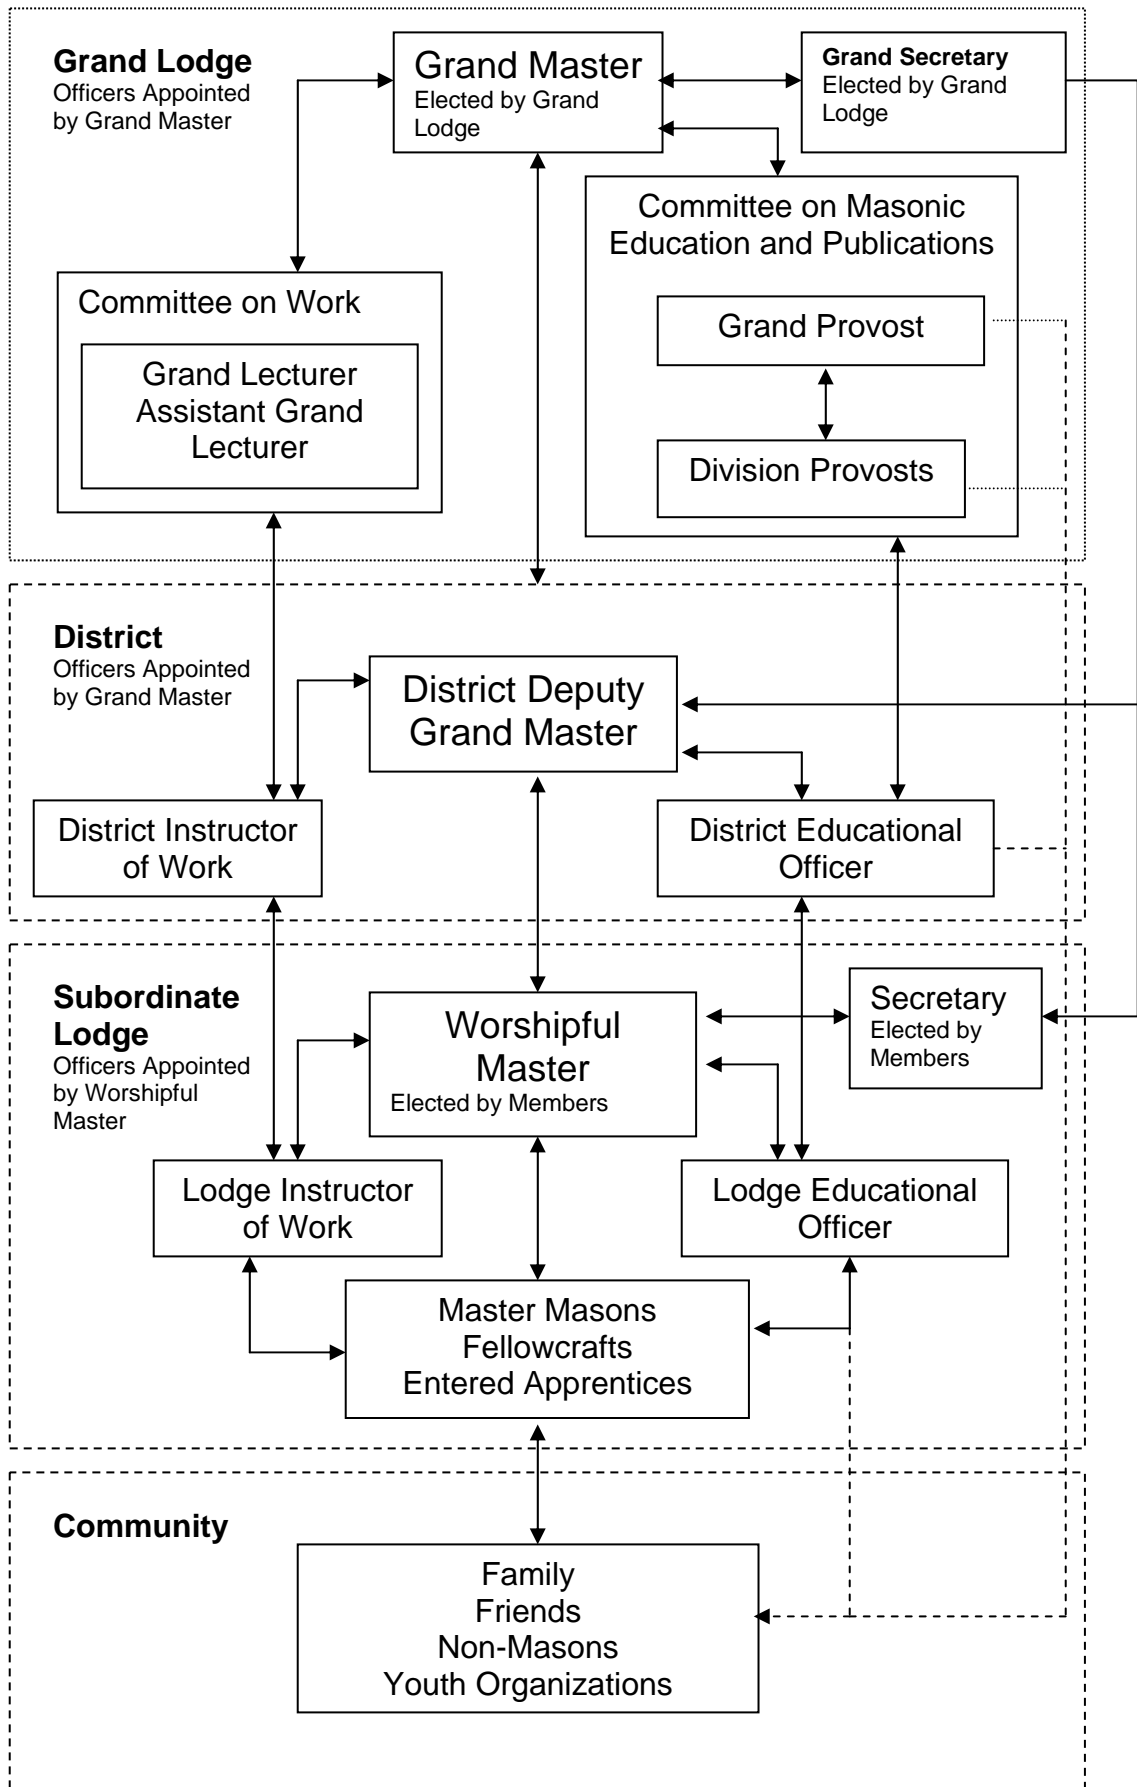 Grand Lodge
Officers Appointed
by Grand Master
Grand Master
Elected by Grand
Lodge
Grand Secretary
Elected by Grand
Lodge
Committee on Masonic
Education and Publications
Grand Provost
Division Provosts
Committee on Work
Grand Lecturer
Assistant Grand
Lecturer
District
Officers Appointed
by Grand Master
District Deputy
Grand Master
District Instructor
of Work
District Educational
Officer
Subordinate
Lodge
Officers Appointed
by Worshipful
Master
Worshipful
Master
Elected by Members
Secretary
Elected by
Members
Lodge Instructor
of Work
Lodge Educational
Officer
Master Masons
Fellowcrafts
Entered Apprentices
Community
Family
Friends
Non-Masons
Youth Organizations